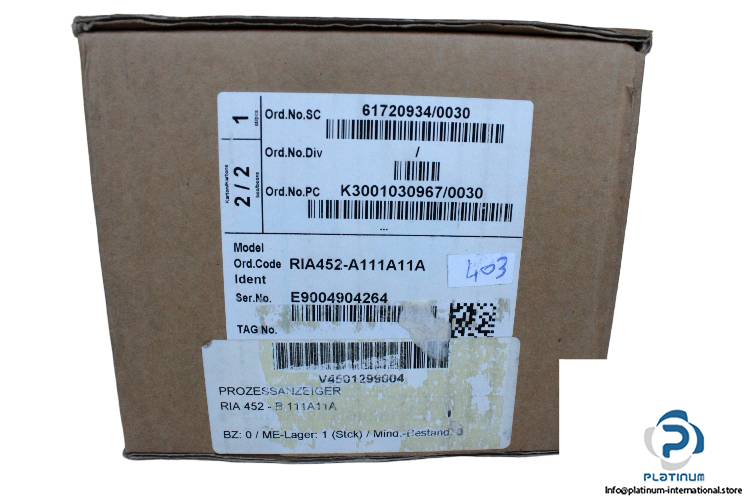 1
2 / 2
Ord.No.SC 61720934/0030
Ord.No.Div /
Ord.No.PC K3001030967/0030
...
Model
Ord.Code RIA452-A111A11A
Ident
Ser.No. E9004904264
TAG No.
403
V4501299004
PROZESSANZEIGER
RIA 452 - B 111A11A
BZ: 0 / ME-Lager: 1 (Stck) / Mind.-Bestand: 3
PLATINUM
Info@platinum-international.store